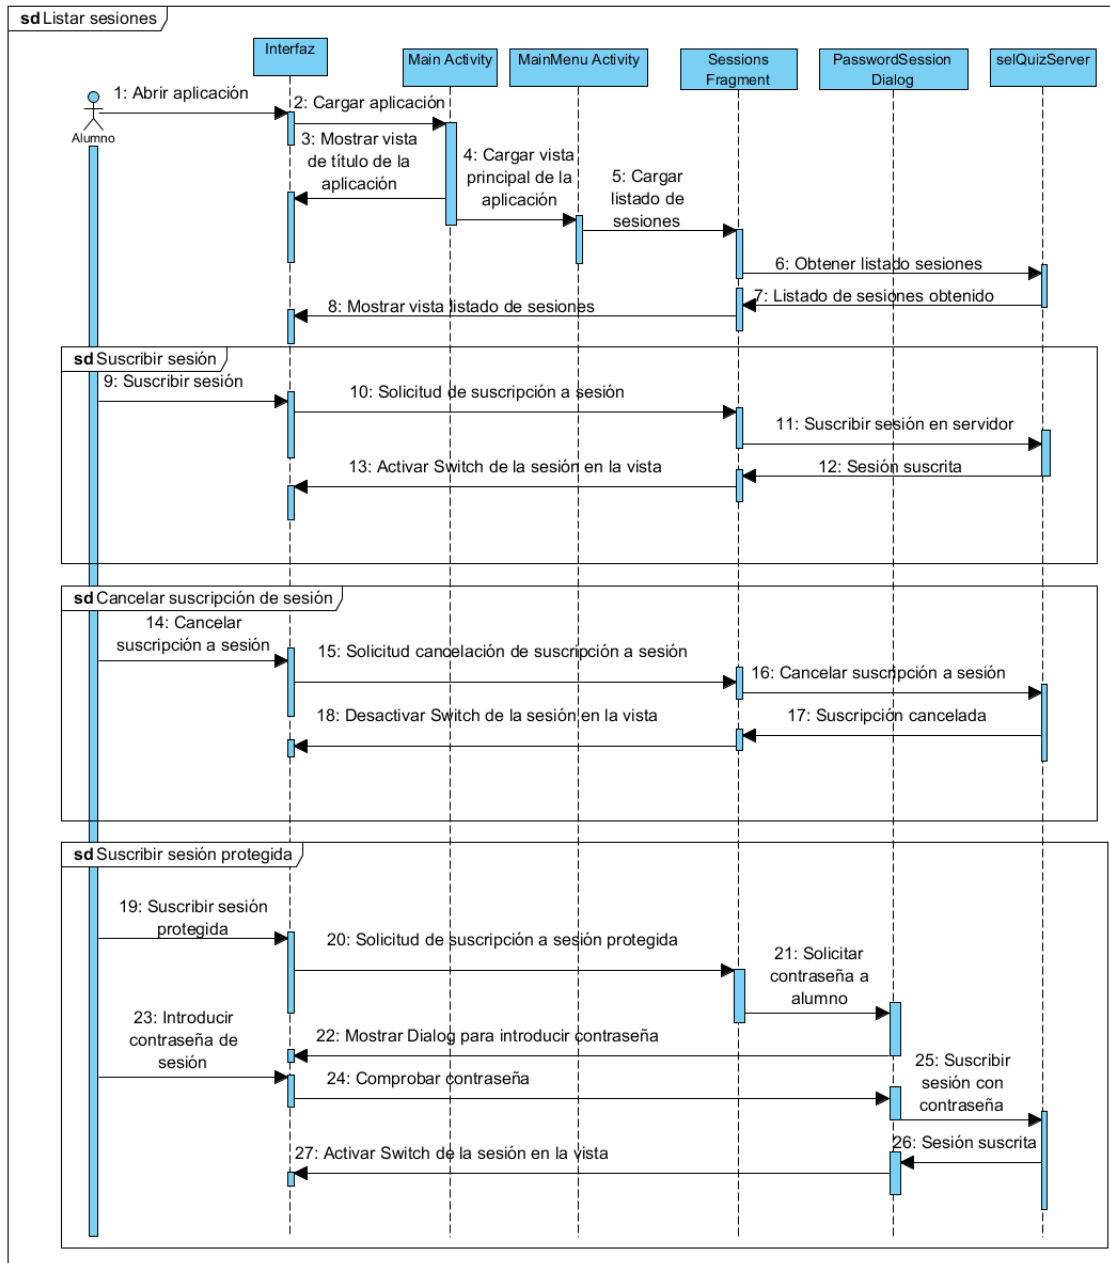 sd Listar sesiones
Interfaz
Main Activity
MainMenu Activity
Sessions
Fragment
PasswordSession
Dialog
selQuizServer
Alumno
1: Abrir aplicación
2: Cargar aplicación
3: Mostrar vista
de título de la
aplicación
4: Cargar vista
principal de la
aplicación
5: Cargar
listado de
sesiones
6: Obtener listado sesiones
7: Listado de sesiones obtenido
8: Mostrar vista listado de sesiones
sd Suscribir sesión
9: Suscribir sesión
10: Solicitud de suscripción a sesión
11: Suscribir sesión en servidor
12: Sesión suscrita
13: Activar Switch de la sesión en la vista
sd Cancelar suscripción de sesión
14: Cancelar
suscripción a sesión
15: Solicitud cancelación de suscripción a sesión
16: Cancelar suscripción a sesión
17: Suscripción cancelada
18: Desactivar Switch de la sesión en la vista
sd Suscribir sesión protegida
19: Suscribir sesión
protegida
20: Solicitud de suscripción a sesión protegida
21: Solicitar
contraseña a
alumno
22: Mostrar Dialog para introducir contraseña
23: Introducir
contraseña de
sesión
24: Comprobar contraseña
25: Suscribir
sesión con
contraseña
26: Sesión suscrita
27: Activar Switch de la sesión en la vista